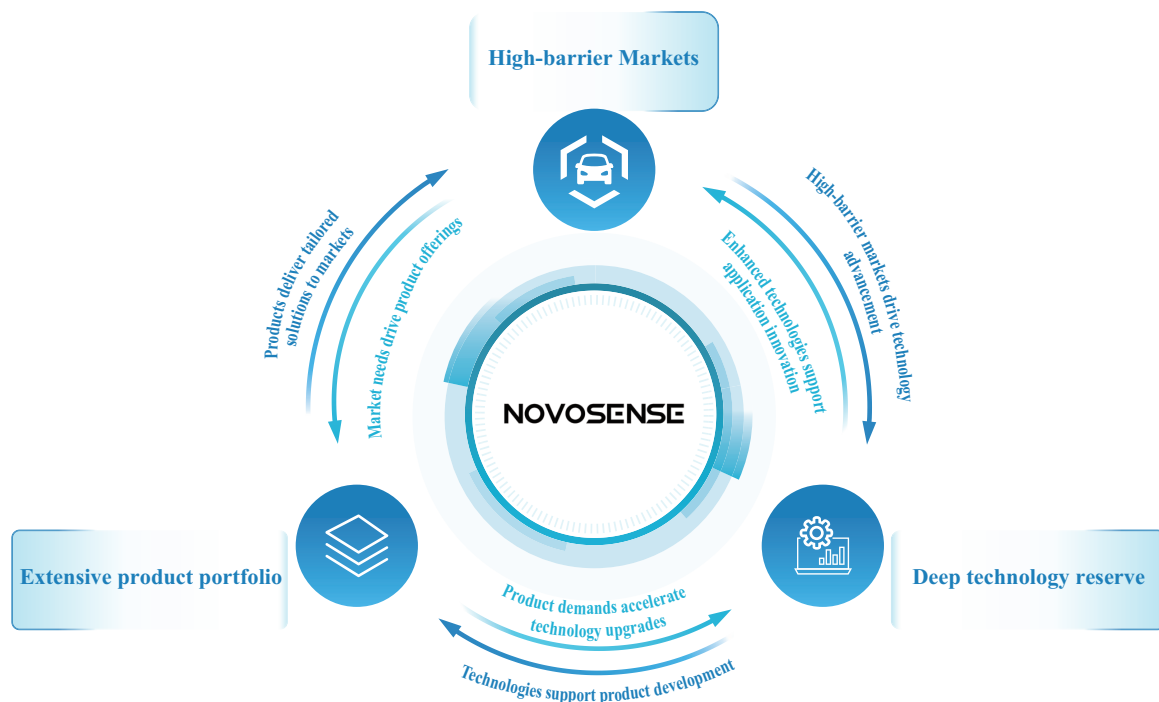 High-barrier Markets
Products deliver tailored
solutions to markets
Market needs drive product offerings
Enhanced technologies support
application innovation
High-barrier markets drive technology
advancement
NOVOSENSE
Extensive product portfolio
Deep technology reserve
Product demands accelerate
technology upgrades
Technologies support product development